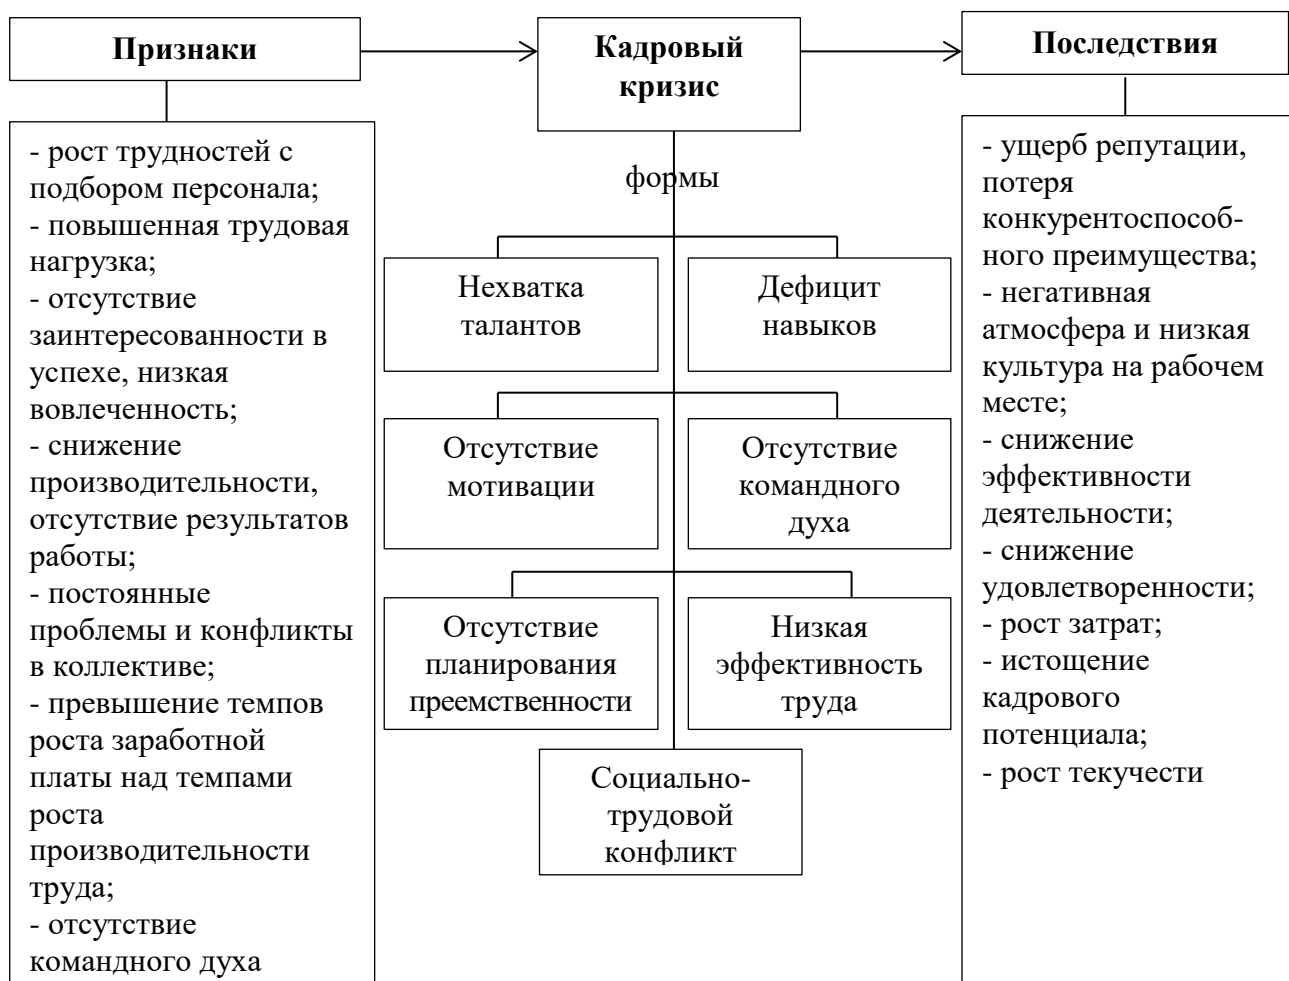 Признаки
- рост трудностей с
подбором персонала;
- повышенная трудовая
нагрузка;
- отсутствие
заинтересованности в
успехе, низкая
вовлеченность;
- снижение
производительности,
отсутствие результатов
работы;
- постоянные
проблемы и конфликты
в коллективе;
- превышение темпов
роста заработной
платы над темпами
роста
производительности
труда;
- отсутствие
командного духа
Кадровый
кризис
формы
Нехватка
талантов
Дефицит
навыков
Отсутствие
мотивации
Отсутствие
командного
духа
Отсутствие
планирования
преемственности
Низкая
эффективность
труда
Социально-
трудовой
конфликт
Последствия
- ущерб репутации,
потеря
конкурентоспособ-
ного преимущества;
- негативная
атмосфера и низкая
культура на рабочем
месте;
- снижение
эффективности
деятельности;
- снижение
удовлетворенности;
- рост затрат;
- истощение
кадрового
потенциала;
- рост текучести